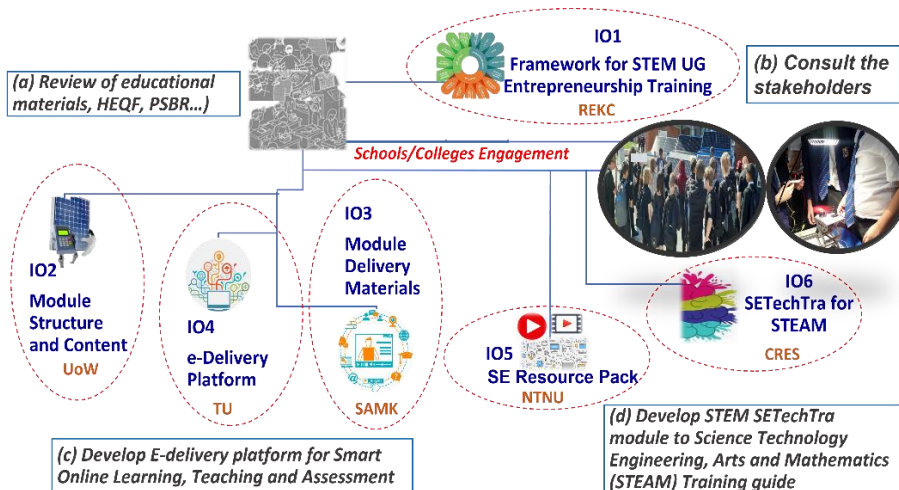 IO1
Framework for STEM UG
Entrepreneurship Training
REKC
(a) Review of educational
materials, HEQF, PSBR...)
(b) Consult the
stakeholders
Schools/Colleges Engagement
IO2
Module
Structure
and Content
UoW
IO4
e-Delivery
Platform
TU
IO3
Module
Delivery
Materials
SAMK
IO5
SE Resource Pack
NTNU
IO6
SETechTra for
STEAM
CRES
(c) Develop E-delivery platform for Smart
Online Learning, Teaching and Assessment
(d) Develop STEM SETechTra
module to Science Technology
Engineering, Arts and Mathematics
(STEAM) Training guide